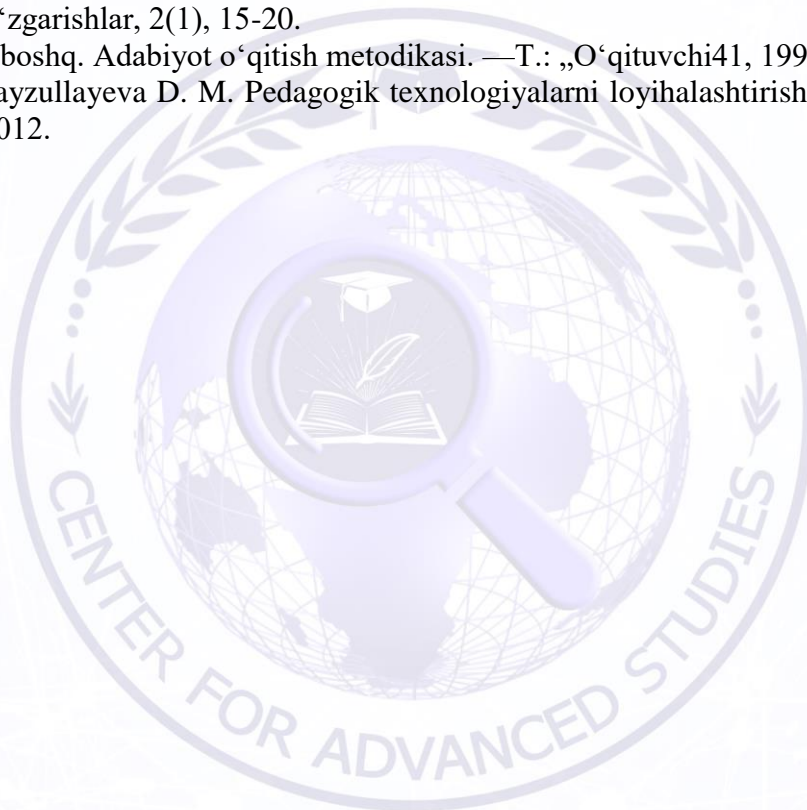 ‘zgarishlar, 2(1), 15-20.
boshq. Adabiyot o‘qitish metodikasi. —T.: „O‘qituvchi41, 199
ayzullayeva D. M. Pedagogik texnologiyalarni loyihalashtirish
012.
CENTER FOR ADVANCED STUDIES